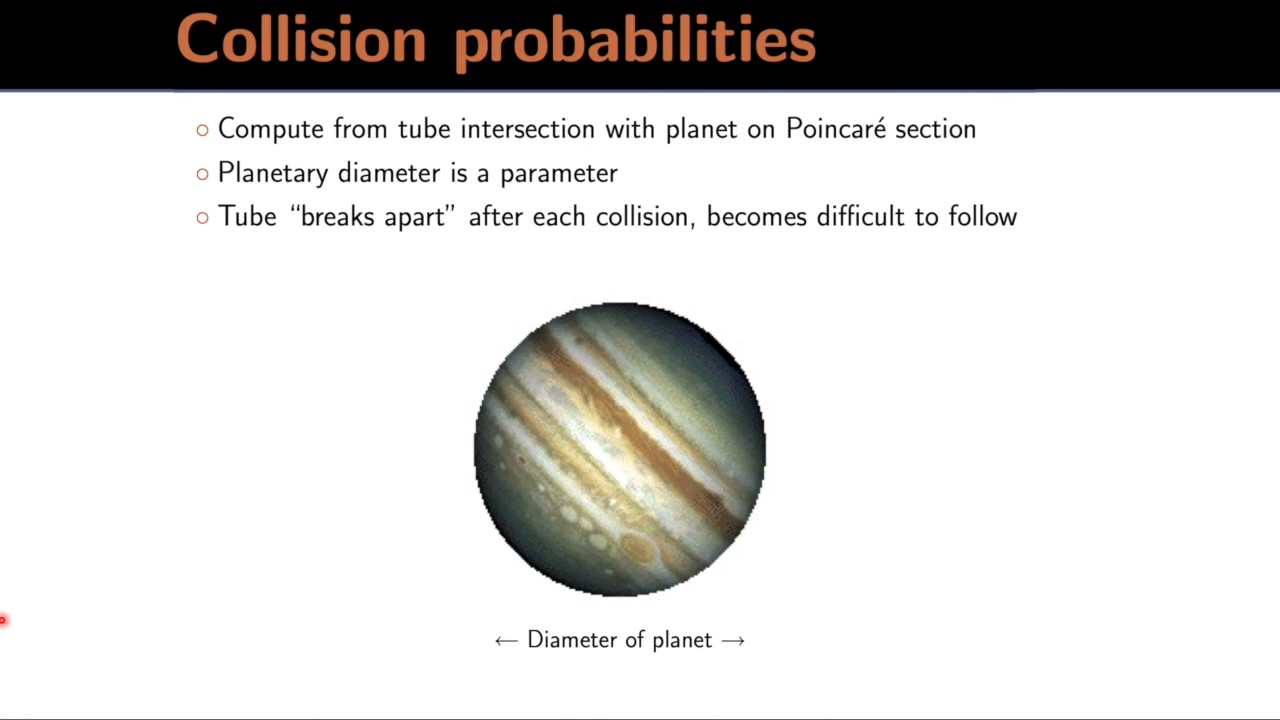 Collision probabilities
○ Compute from tube intersection with planet on Poincaré section
○ Planetary diameter is a parameter
○ Tube “breaks apart” after each collision, becomes difficult to follow
← Diameter of planet →